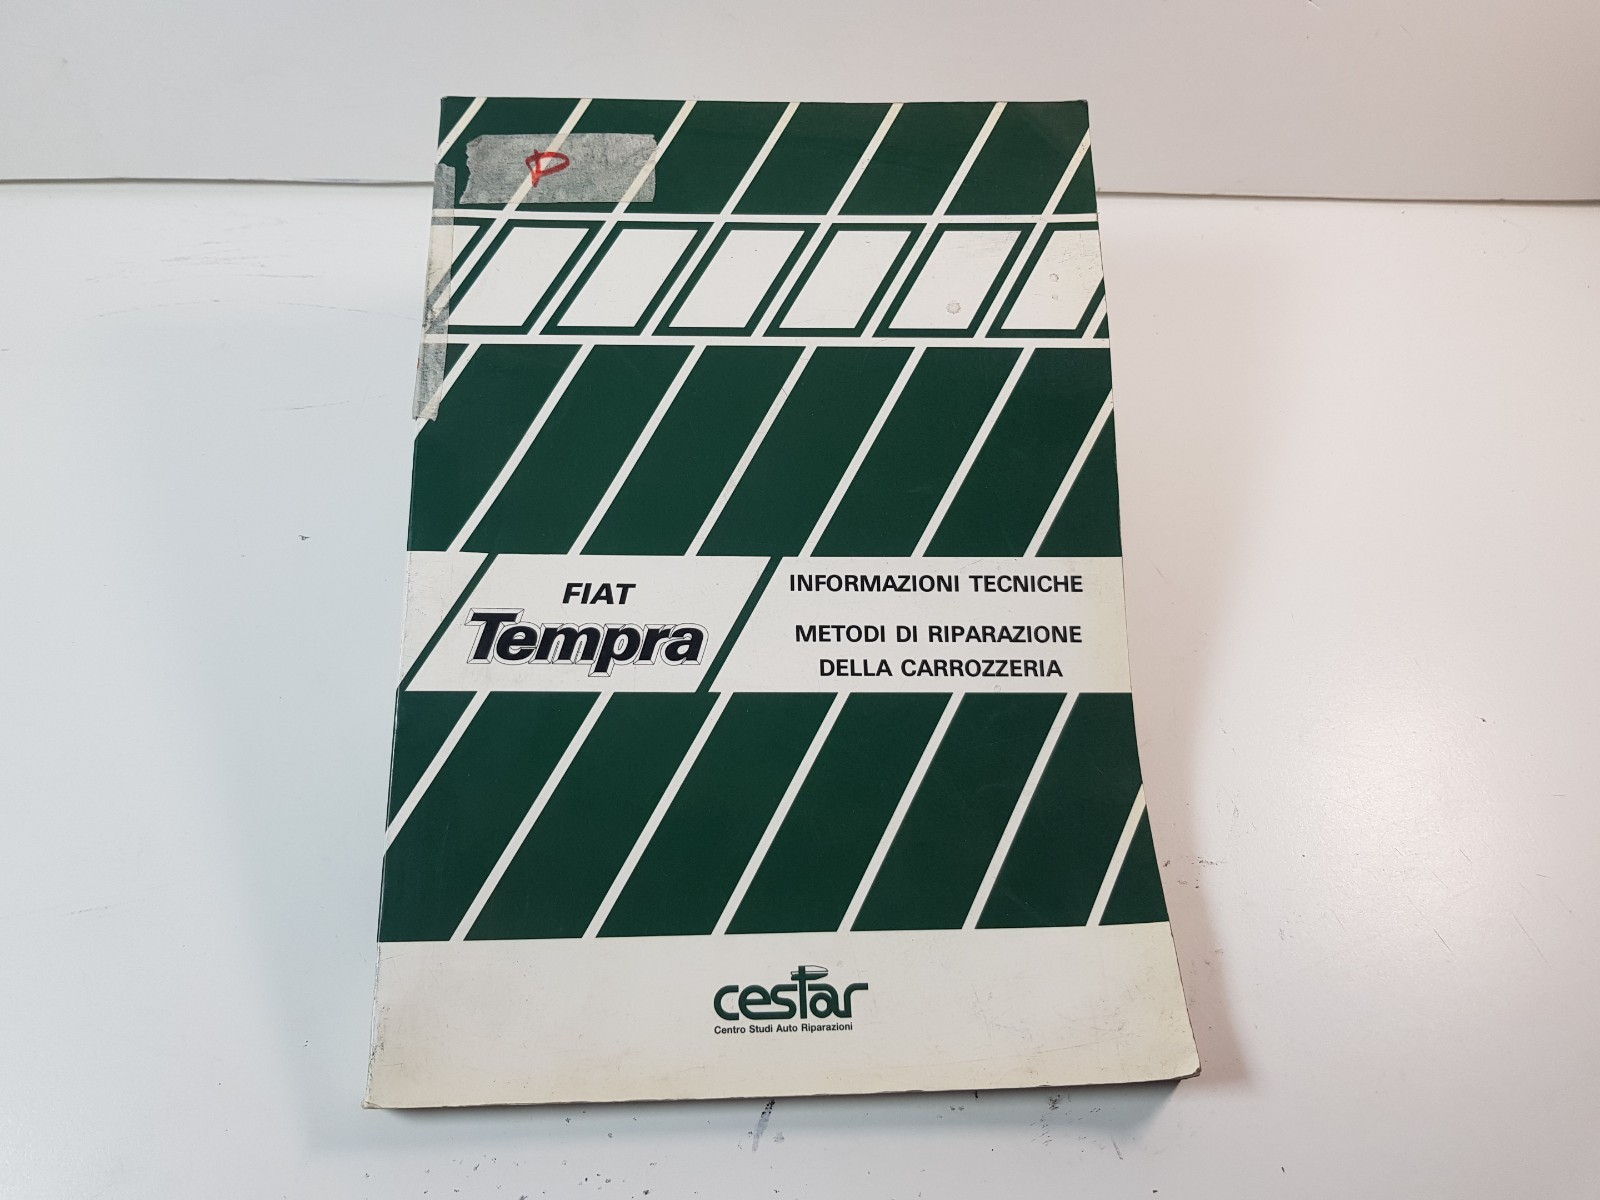 D
FIAT
Tempra
INFORMAZIONI TECNICHE
METODI DI RIPARAZIONE
DELLA CARROZZERIA
cestar
Centro Studi Auto Riparazioni